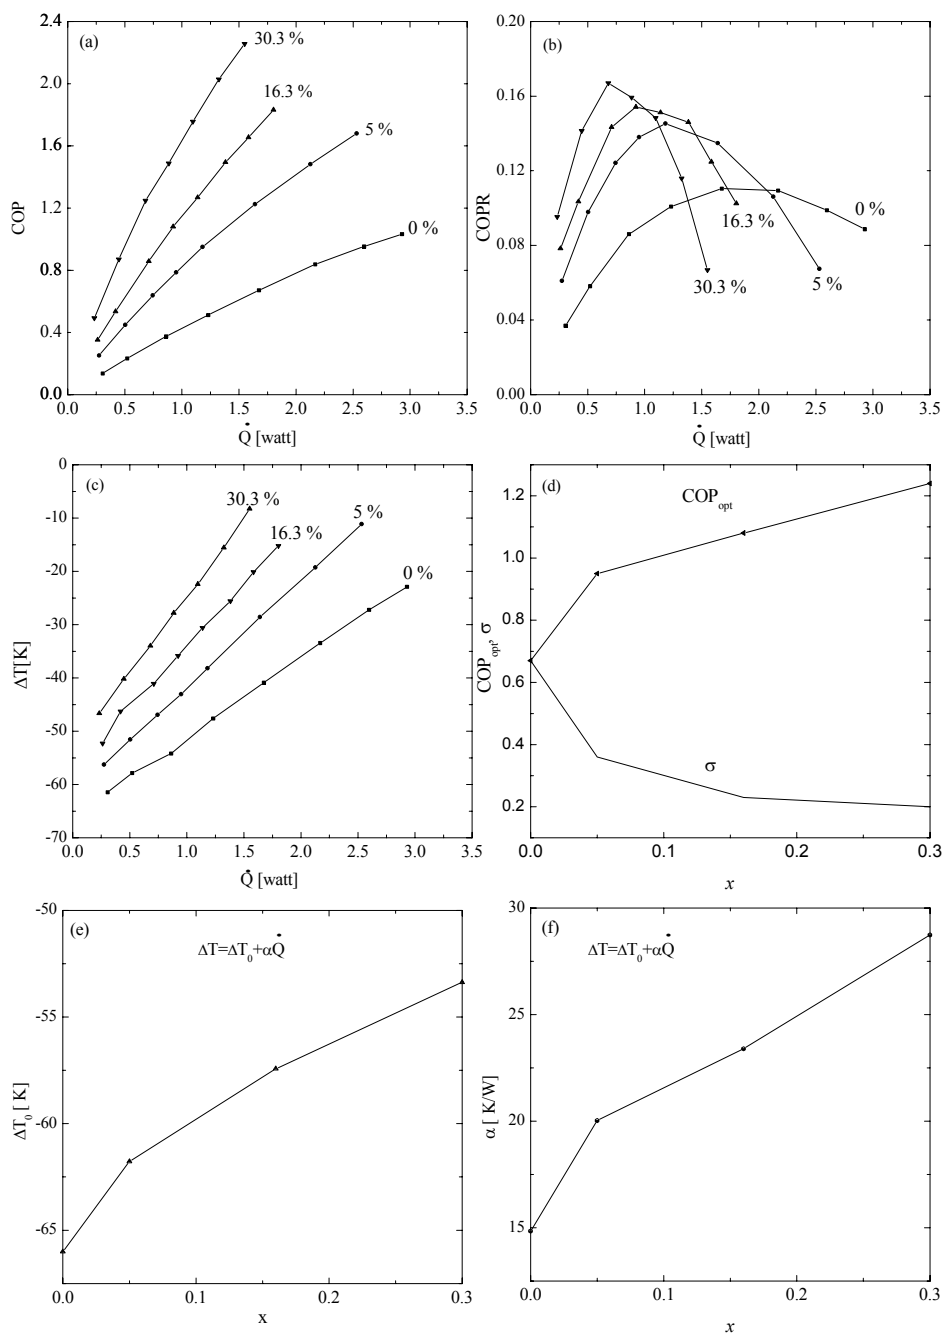 (a)
30.3 %
16.3 %
5 %
0 %
COP
2.4
2.0
1.6
1.2
0.8
0.4
0.0
0.0 0.5 1.0 1.5 2.0 2.5 3.0 3.5
Q̇ [watt]
(b)
0 %
16.3 %
30.3 %
5 %
COPR
0.20
0.16
0.12
0.08
0.04
0.00
0.0 0.5 1.0 1.5 2.0 2.5 3.0 3.5
Q̇ [watt]
(c)
30.3 %
5 %
16.3 %
0 %
ΔT[K]
0
-10
-20
-30
-40
-50
-60
-70
0.0 0.5 1.0 1.5 2.0 2.5 3.0 3.5
Q̇ [watt]
(d)
COPopt
σ
COPopt, σ
1.2
1.0
0.8
0.6
0.4
0.2
0.0 0.1 0.2 0.3
x
(e)
ΔT=ΔT0+αQ̇
ΔT0 [ K]
-50
-55
-60
-65
0.0 0.1 0.2 0.3
x
(f)
ΔT=ΔT0+αQ̇
α [ K/W]
30
25
20
15
0.0 0.1 0.2 0.3
x